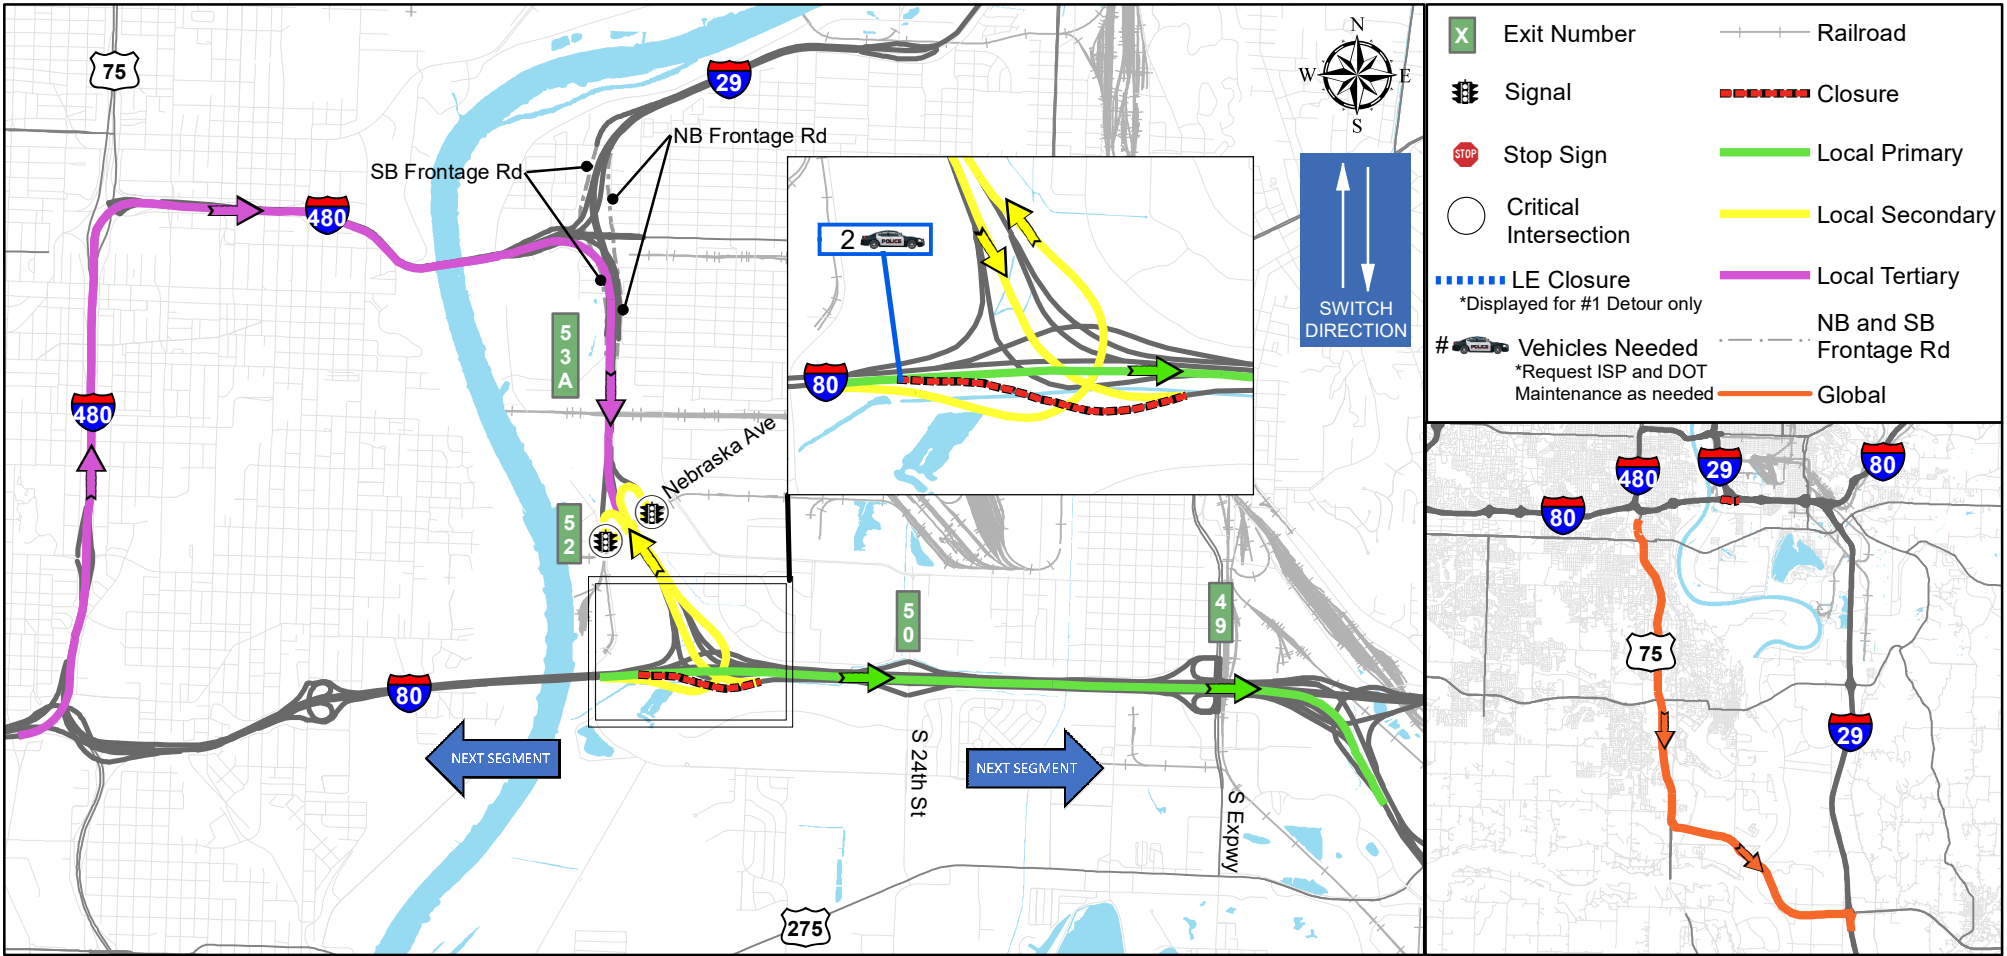 75
29
NB Frontage Rd
SB Frontage Rd
480
480
5
3
A
Nebraska Ave
5
2
5
0
4
9
80
NEXT SEGMENT
NEXT SEGMENT
S 24th St
S Expwy
275
2
POLICE
80
N
W E
S
SWITCH
DIRECTION
X Exit Number
Signal
STOP Stop Sign
Critical
Intersection
LE Closure
*Displayed for #1 Detour only
# POLICE Vehicles Needed
*Request ISP and DOT
Maintenance as needed
Railroad
Closure
Local Primary
Local Secondary
Local Tertiary
NB and SB
Frontage Rd
Global
480
29
80
80
75
29